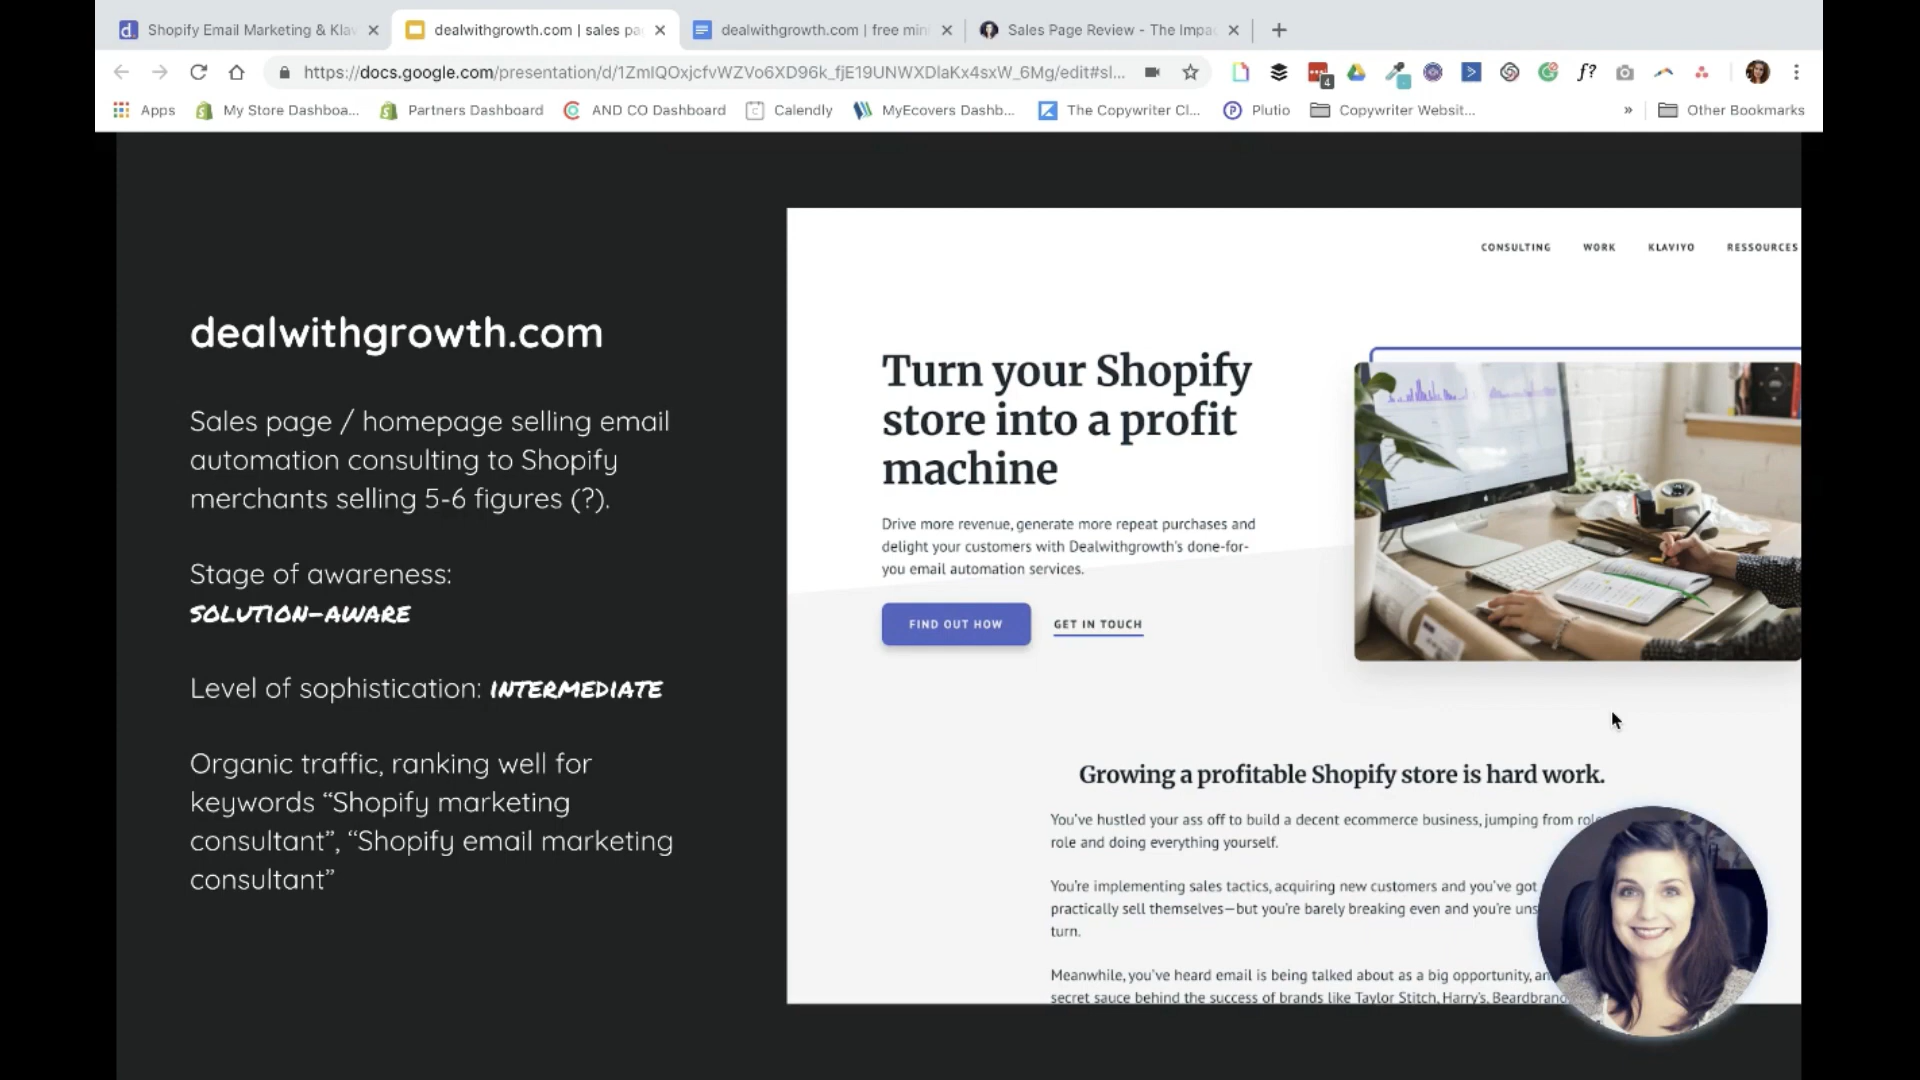 Shopify Email Marketing & Klav
dealwithgrowth.com | sales pa
dealwithgrowth.com | free mini
Sales Page Review - The Impac
https://docs.google.com/presentation/d/1ZmlQOxjcfvWZVo6XD96k_fjE19UNWXDlaKx4sxW_6Mg/edit#sl...
4
f?
Apps
My Store Dashboa...
Partners Dashboard
AND CO Dashboard
Calendly
MyEcovers Dashb...
The Copywriter Cl...
Plutio
Copywriter Websit...
»
Other Bookmarks
dealwithgrowth.com
Sales page / homepage selling email
automation consulting to Shopify
merchants selling 5-6 figures (?).
Stage of awareness:
SOLUTION-AWARE
Level of sophistication: INTERMEDIATE
Organic traffic, ranking well for
keywords “Shopify marketing
consultant”, “Shopify email marketing
consultant”
CONSULTING WORK KLAVIYO RESSOURCES
Turn your Shopify
store into a profit
machine
Drive more revenue, generate more repeat purchases and
delight your customers with Dealwithgrowth's done-for-
you email automation services.
FIND OUT HOW
GET IN TOUCH
Growing a profitable Shopify store is hard work.
You've hustled your ass off to build a decent ecommerce business, jumping from role
role and doing everything yourself.
You're implementing sales tactics, acquiring new customers and you've got
practically sell themselves—but you're barely breaking even and you're uns
turn.
Meanwhile, you've heard email is being talked about as a big opportunity, an
secret sauce behind the success of brands like Taylor Stitch, Harry's, Beardbrand